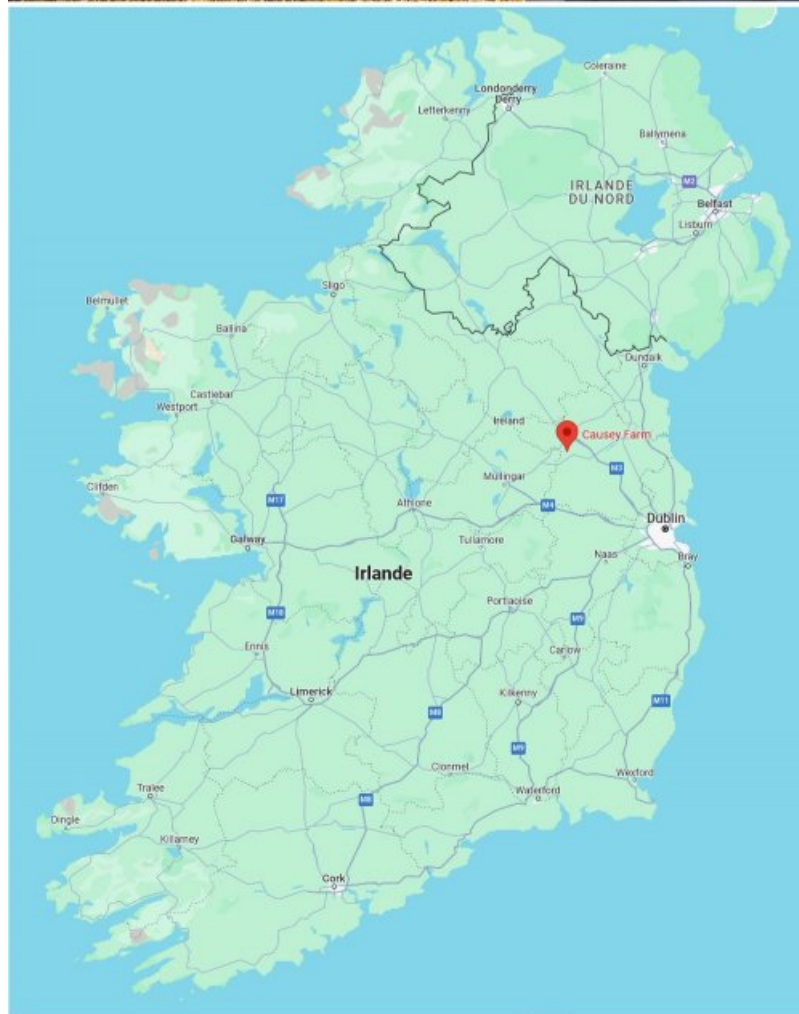 Coleraine
Londonderry
Derry
Letterkenny
Ballymena
M2
IRLANDE
DU NORD
Belfast
Lisburn
Sligo
Belmullet
Ballina
Dundalk
Castlebar
Westport
Ireland
Causey Farm
M3
Mullingar
Clifden
M17
Athlone
M4
Dublin
Galway
Tullamore
Naas
Bray
Irlande
Portlaoise
M18
M9
Ennis
Carlow
Limerick
Kilkenny
M11
M8
M9
Clonmel
Wexford
Tralee
Waterford
M8
Dingle
Killarney
Cork